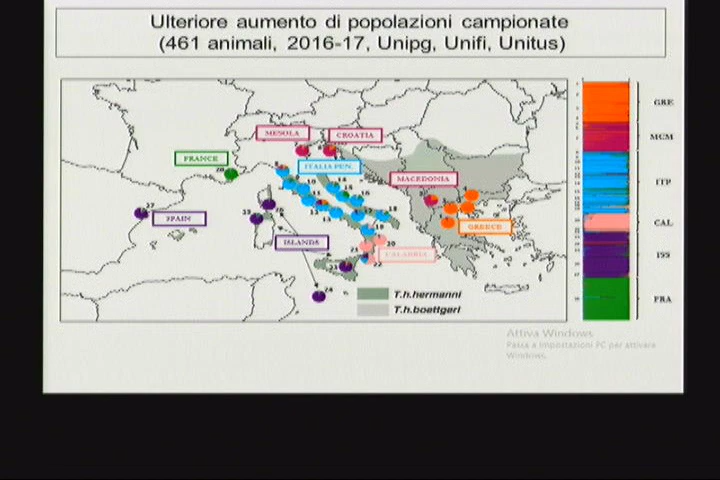 Ulteriore aumento di popolazioni campionate
(461 animali, 2016-17, Unipg, Unifi, Unitus)
MESOLA
CROATIA
FRANCE
ITALIA PEN.
MACEDONIA
SPAIN
GREECE
ISLANDS
CALABRIA
T.h.hermanni
T.h.boettgeri
GRE
MCM
ITP
CAL
ISS
FRA
Attiva Windows
Passa a Impostazioni PC per attivare
Windows.